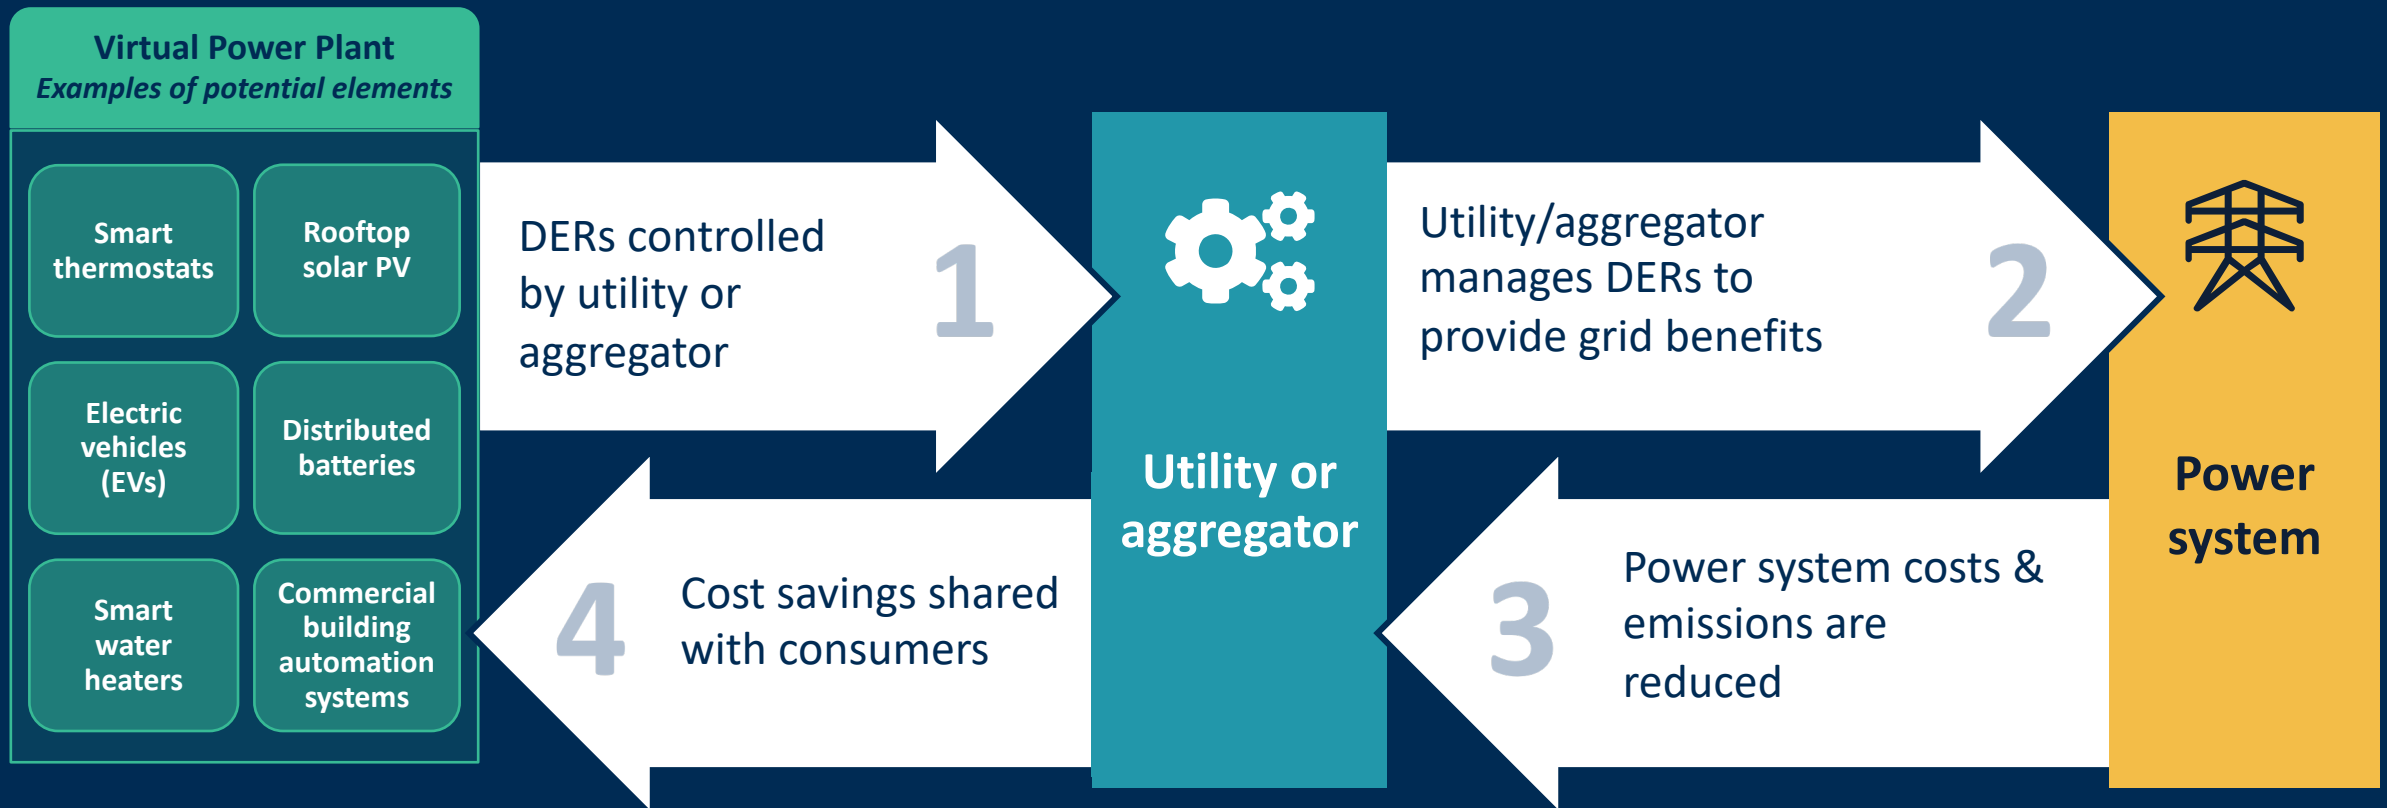 Virtual Power Plant
Examples of potential elements
Smart
thermostats
Rooftop
solar PV
Electric
vehicles
(EVs)
Distributed
batteries
Smart
water
heaters
Commercial
building
automation
systems
DERs controlled
by utility or
aggregator
1
Utility or
aggregator
Utility/aggregator
manages DERs to
provide grid benefits
2
Power
system
3
Power system costs &
emissions are
reduced
4
Cost savings shared
with consumers